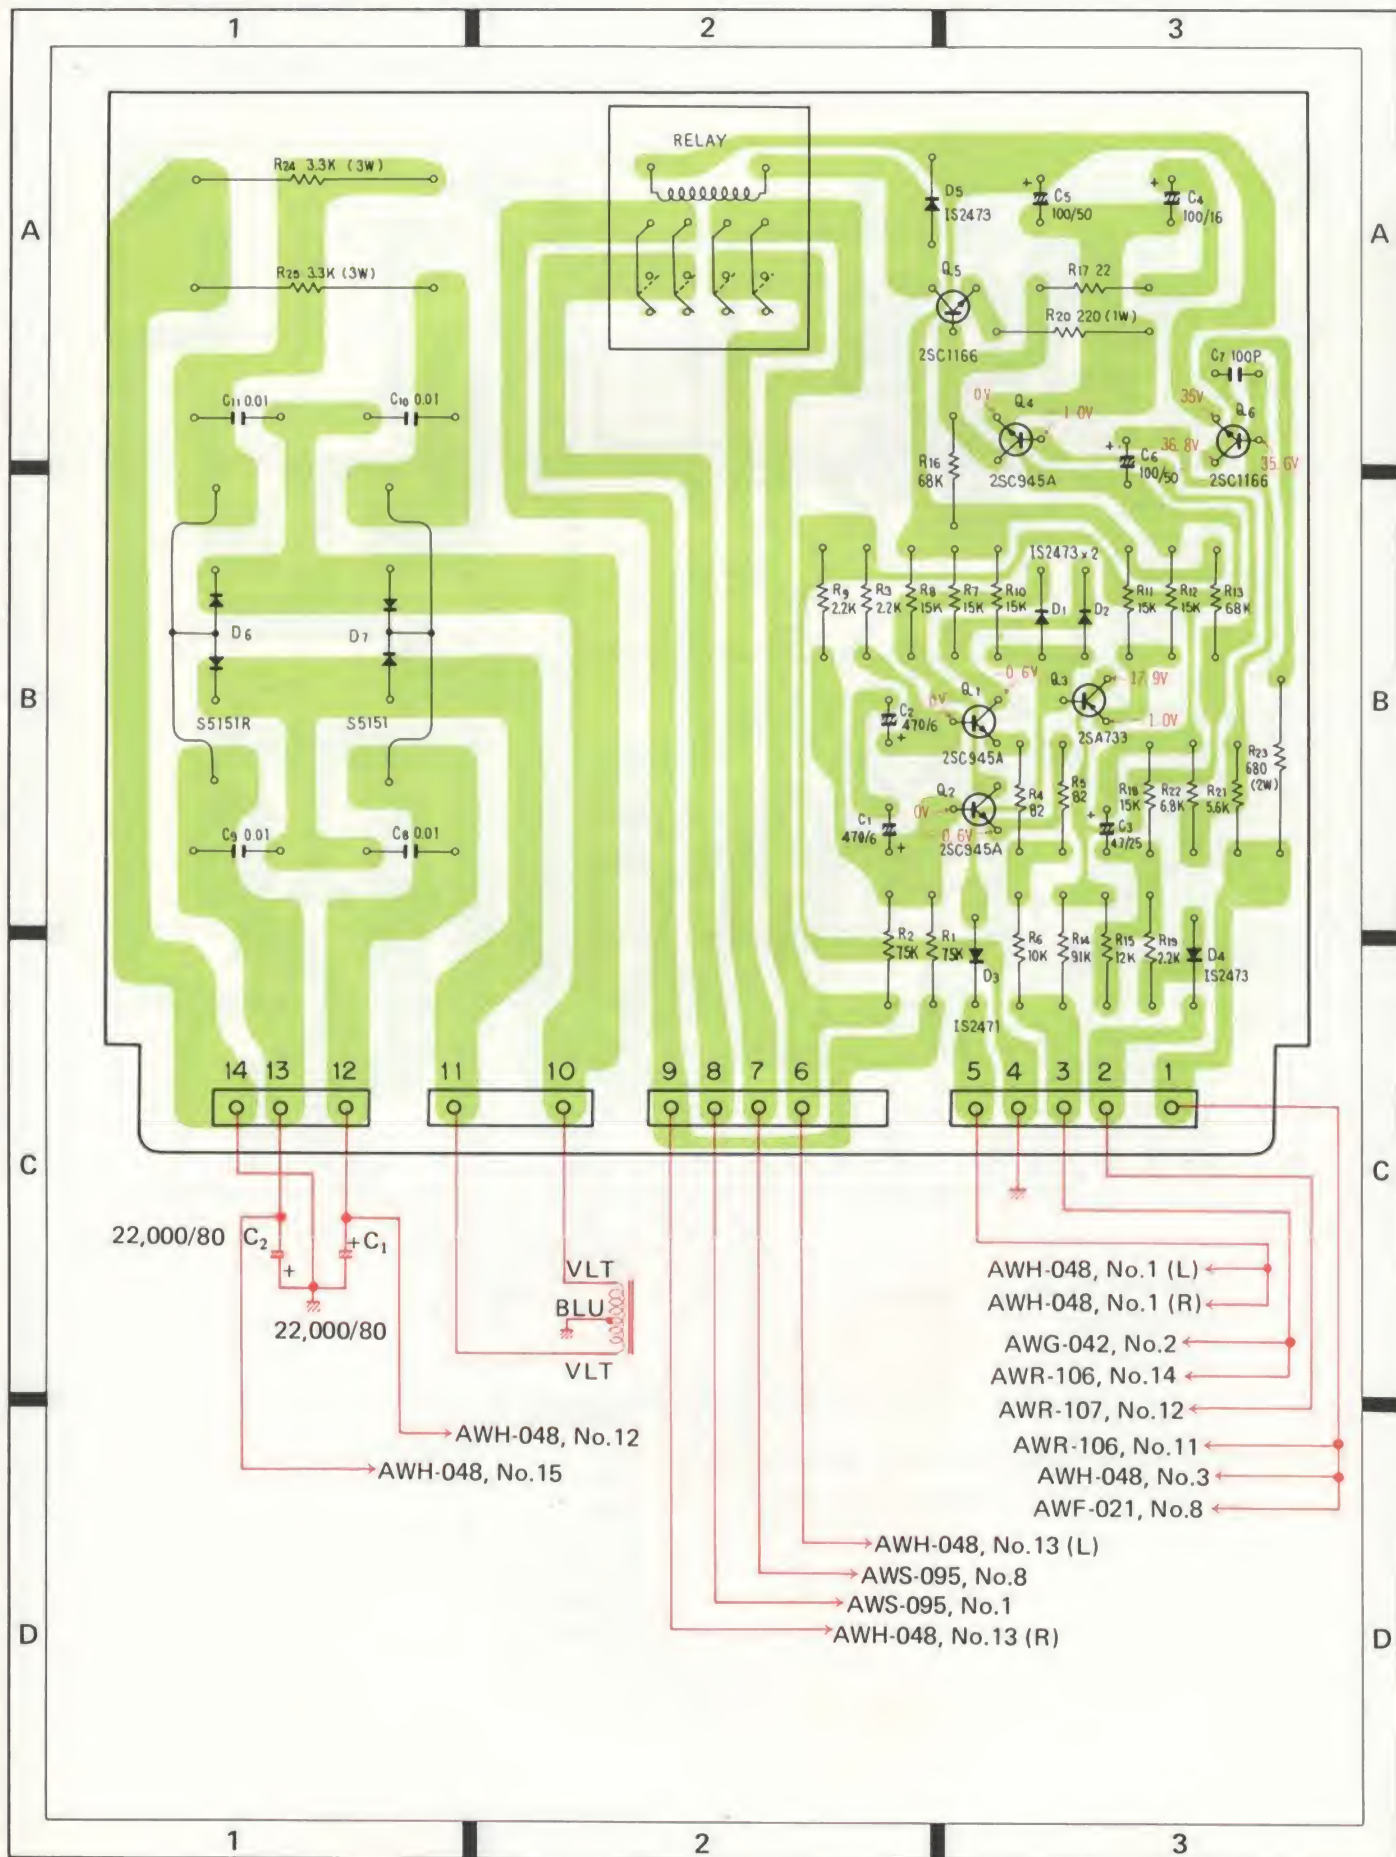 1 2 3
RELAY
R24 3.3K (3W)
D5
IS2473
+ C5
100/50
+ C4
100/16
A A
R25 3.3K (3W)
Q5
R17 22
R20 220 (1W)
2SC1166
C7 100P
C11 0.01
C10 0.01
0V
Q4
1.0V
35V
Q6
R16
68K
+ C6
100/50
36.8V
35.6V
2SC945A
2SC1166
IS2473 x 2
R9
2.2K
R3
2.2K
R8
15K
R7
15K
R10
15K
D1
D2
R11
15K
R12
15K
R13
68K
D6
D7
0.6V
Q1
0V
Q3
17.9V
B B
S5151R
S5151
C2
470/6
+
1.0V
2SC945A
2SA733
R23
680
(2W)
Q2
R4
82
R5
82
R18
15K
R22
6.8K
R21
5.6K
C9 0.01
C8 0.01
C1
470/6
+
0V
0.6V
2SC945A
+
C3
4.7/25
R2
75K
R1
75K
D3
R6
10K
R14
91K
R15
12K
R19
2.2K
D4
IS2473
IS2471
14 13 12 11 10 9 8 7 6 5 4 3 2 1
C C
22,000/80 C2
+
+ C1
22,000/80
VLT
BLU
VLT
AWH-048, No.1 (L)
AWH-048, No.1 (R)
AWG-042, No.2
AWR-106, No.14
AWR-107, No.12
AWR-106, No.11
AWH-048, No.3
AWF-021, No.8
AWH-048, No.12
AWH-048, No.15
AWH-048, No.13 (L)
AWS-095, No.8
AWS-095, No.1
AWH-048, No.13 (R)
D D
1 2 3